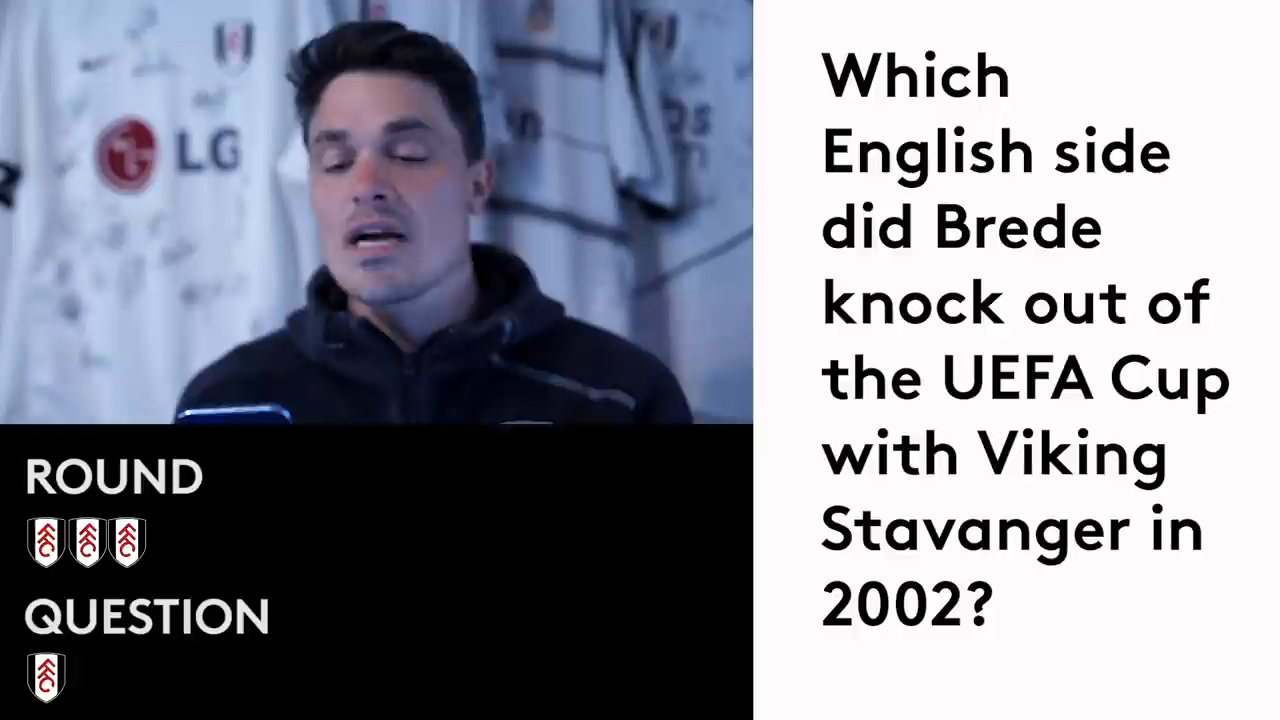 LG
Which
English side
did Brede
knock out of
the UEFA Cup
with Viking
Stavanger in
2002?
ROUND
QUESTION